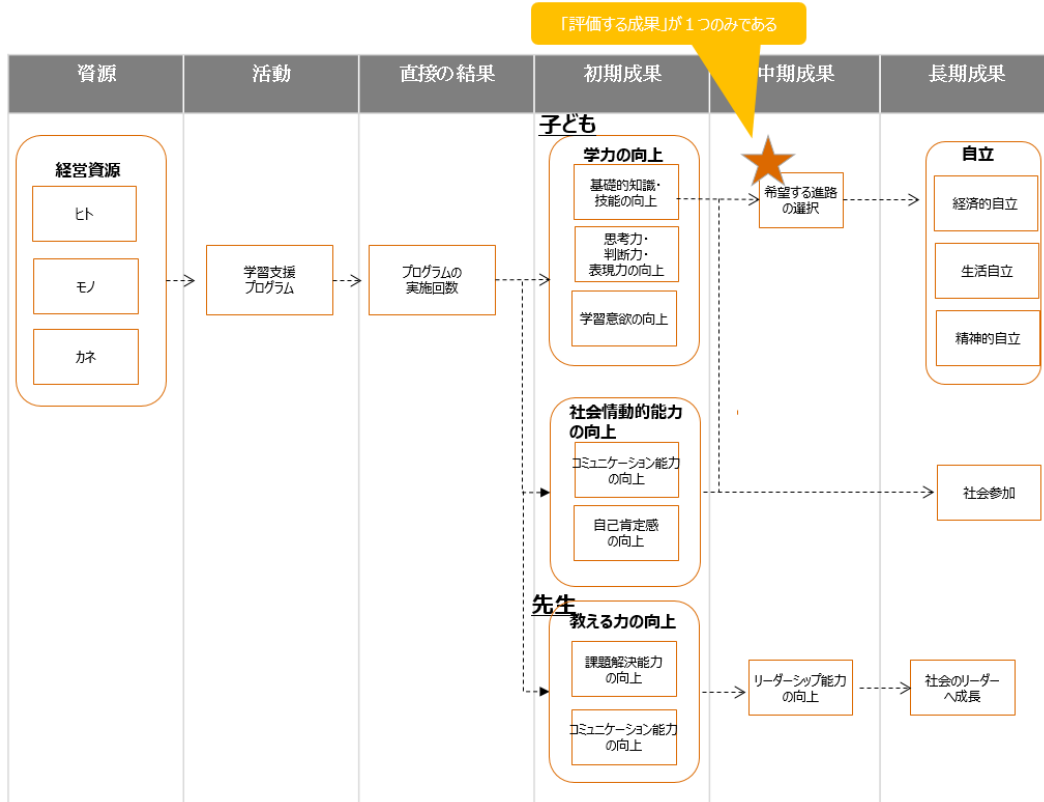 「評価する成果」が１つのみである
資源
活動
直接の結果
初期成果
中期成果
長期成果
経営資源
ヒト
モノ
カネ
学習支援
プログラム
プログラムの
実施回数
子ども
学力の向上
基礎的知識・
技能の向上
思考力・
判断力・
表現力の向上
学習意欲の向上
希望する進路
の選択
自立
経済的自立
生活自立
精神的自立
社会情動的能力
の向上
コミュニケーション能力
の向上
自己肯定感
の向上
社会参加
先生
教える力の向上
課題解決能力
の向上
コミュニケーション能力
の向上
リーダーシップ能力
の向上
社会のリーダー
へ成長